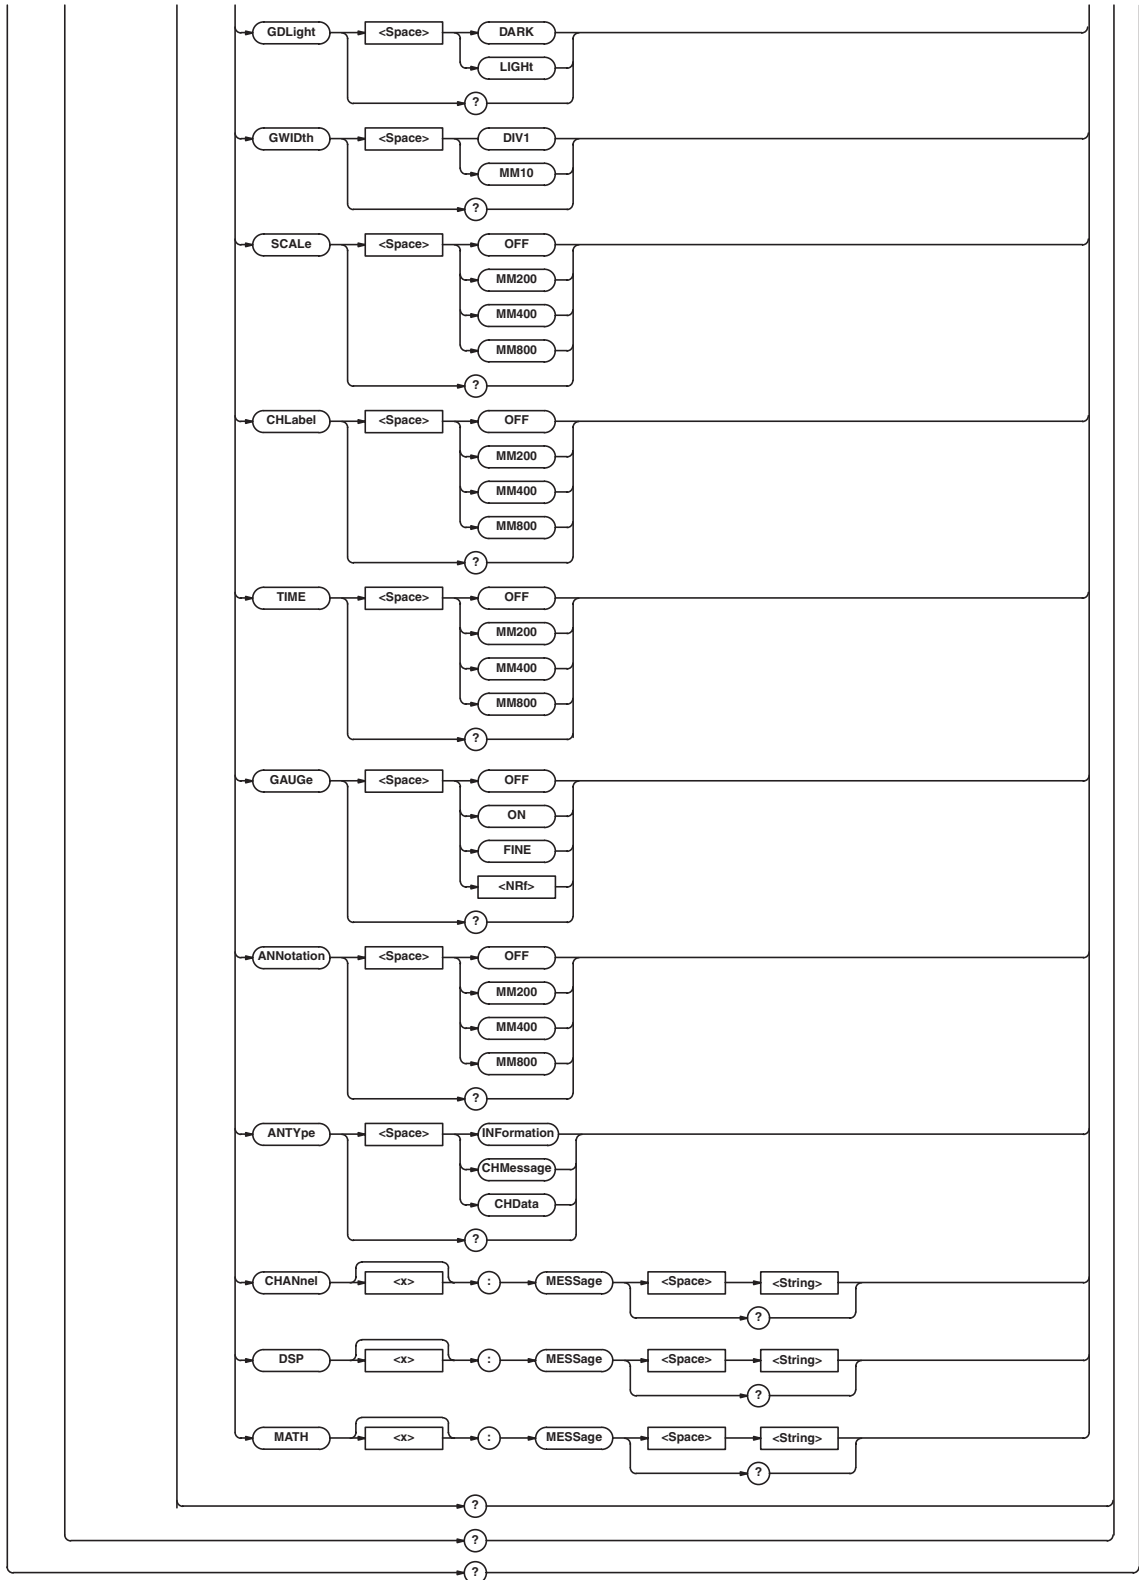 GDLight <Space> DARK
LIGHt
?
GWIDth <Space> DIV1
MM10
?
SCALe <Space> OFF
MM200
MM400
MM800
?
CHLabel <Space> OFF
MM200
MM400
MM800
?
TIME <Space> OFF
MM200
MM400
MM800
?
GAUGe <Space> OFF
ON
FINE
<NRf>
?
ANNotation <Space> OFF
MM200
MM400
MM800
?
ANTYpe <Space> INFormation
CHMessage
CHData
?
CHANnel <x> : MESSage <Space> <String>
?
DSP <x> : MESSage <Space> <String>
?
MATH <x> : MESSage <Space> <String>
?
?
?
?